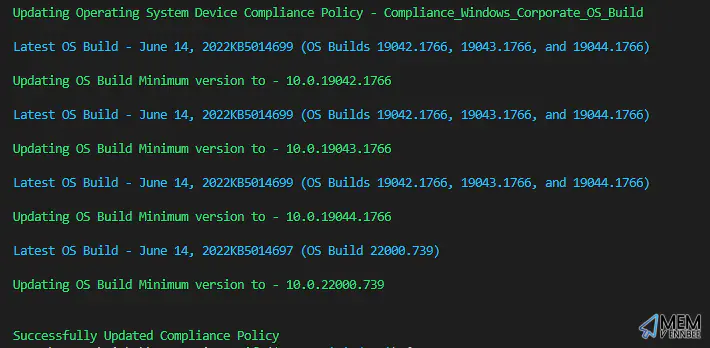 Updating Operating System Device Compliance Policy - Compliance_Windows_Corporate_OS_Build
Latest OS Build - June 14, 2022KB5014699 (OS Builds 19042.1766, 19043.1766, and 19044.1766)
Updating OS Build Minimum version to - 10.0.19042.1766
Latest OS Build - June 14, 2022KB5014699 (OS Builds 19042.1766, 19043.1766, and 19044.1766)
Updating OS Build Minimum version to - 10.0.19043.1766
Latest OS Build - June 14, 2022KB5014699 (OS Builds 19042.1766, 19043.1766, and 19044.1766)
Updating OS Build Minimum version to - 10.0.19044.1766
Latest OS Build - June 14, 2022KB5014697 (OS Build 22000.739)
Updating OS Build Minimum version to - 10.0.22000.739
Successfully Updated Compliance Policy
MEM
VENNBEE